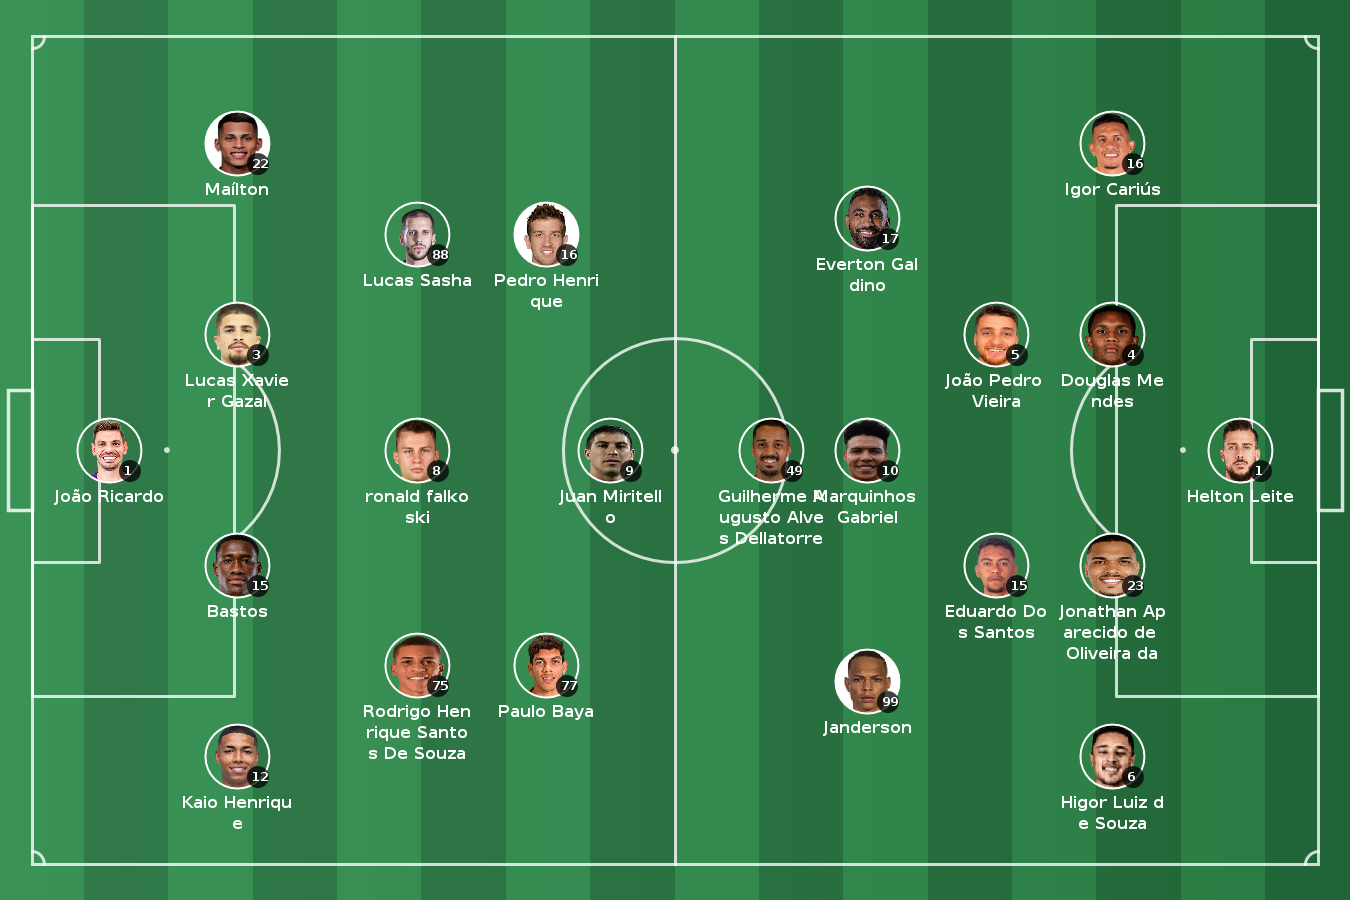 22
Maílton
3
Lucas Xavie
r Gazal
1
João Ricardo
15
Bastos
12
Kaio Henriqu
e
88
Lucas Sasha
8
ronald falko
ski
75
Rodrigo Hen
rique Santo
s De Souza
16
Pedro Henri
que
77
Paulo Baya
9
Juan Miritell
o
49
Guilherme A
ugusto Alve
s Dellatorre
17
Everton Gal
dino
10
Marquinhos
Gabriel
99
Janderson
5
João Pedro
Vieira
15
Eduardo Do
s Santos
16
Igor Cariús
4
Douglas Me
ndes
23
Jonathan Ap
arecido de
Oliveira da
6
Higor Luiz d
e Souza
1
Helton Leite